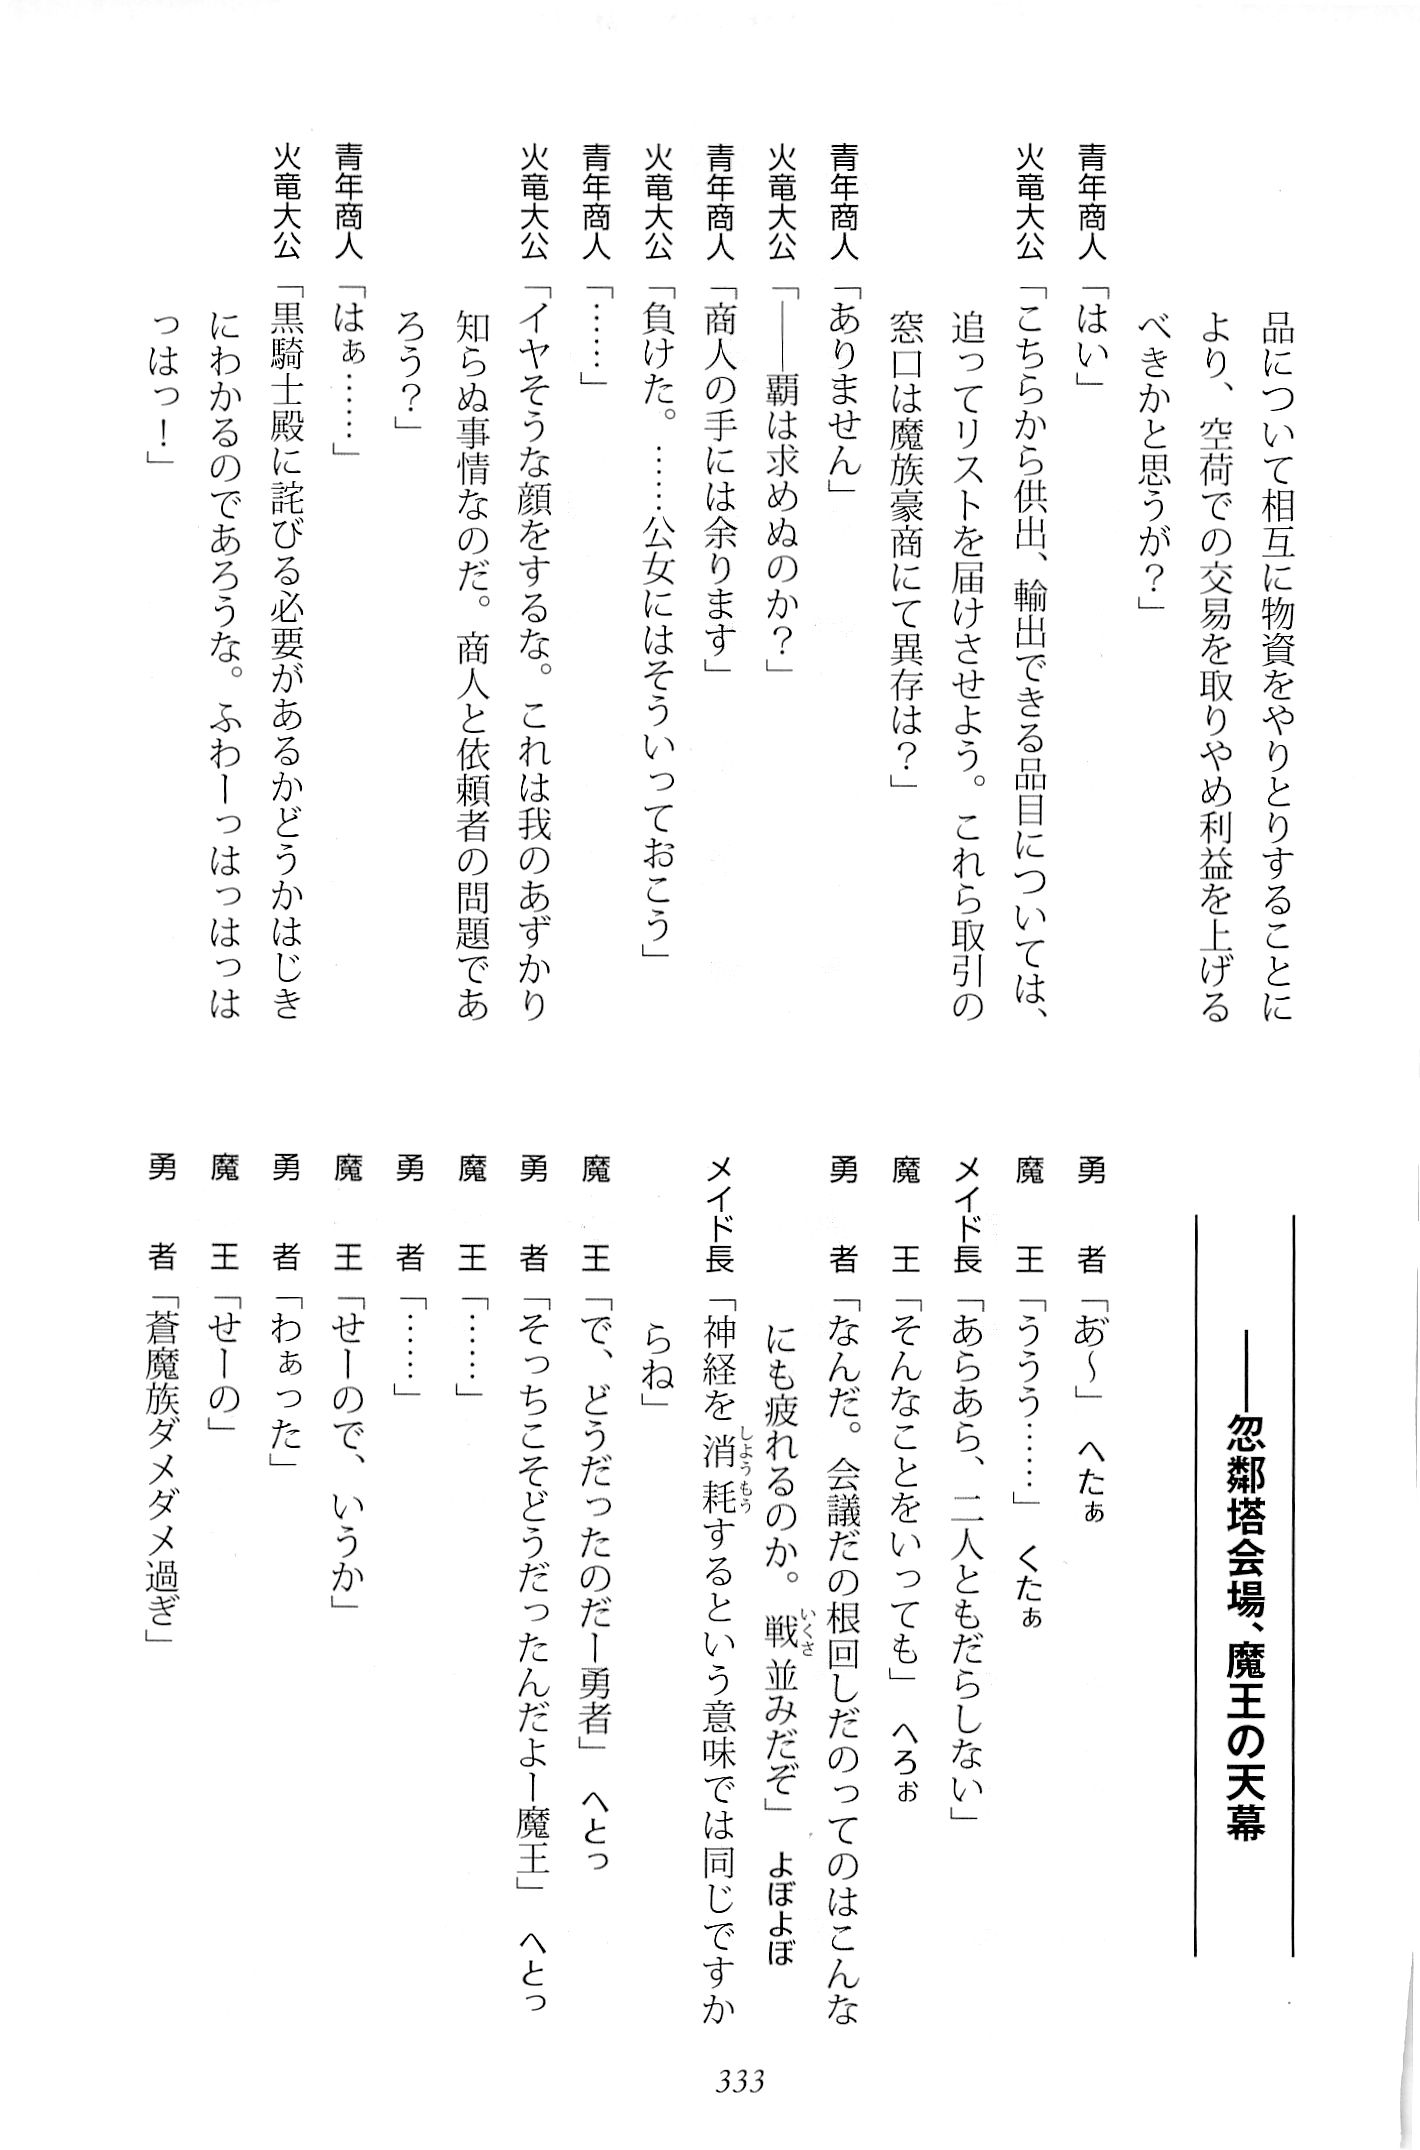 品について相互に物資をやりとりすることに
より、空荷での交易を取りやめ利益を上げる
べきかと思うが？」
青年商人「はい」
火竜大公「こちらから供出、輸出できる品目については、
追ってリストを届けさせよう。これら取引の
窓口は魔族豪商にて異存は？」
青年商人「ありません」
火竜大公「――覇は求めぬのか？」
青年商人「商人の手には余ります」
火竜大公「負けた。……公女にはそういっておこう」
青年商人「……」
火竜大公「イヤそうな顔をするな。これは我のあずかり
知らぬ事情なのだ。商人と依頼者の問題であ
ろう？」
青年商人「はぁ……」
火竜大公「黒騎士殿に詫びる必要があるかどうかはじき
にわかるのであろうな。ふわーっはっはっは
っはっ！」
――忽鄰塔会場、魔王の天幕
勇　者「あ゛～」　へたぁ
魔　王「ううう……」　くたぁ
メイド長「あらあら、二人ともだらしない」
魔　王「そんなことをいっても」　へろぉ
勇　者「なんだ。会議だの根回しだのってのはこんな
にも疲れるのか。戦並みだぞ」　よぼよぼ
いくさ
メイド長「神経を消耗するという意味では同じですか
しょうもう
らね」
魔　王「で、どうだったのだー勇者」　へとっ
勇　者「そっちこそどうだったんだよー魔王」　へとっ
魔　王「……」
勇　者「……」
魔　王「せーので、いうか」
勇　者「わぁった」
魔　王「せーの」
勇　者「蒼魔族ダメダメ過ぎ」
333